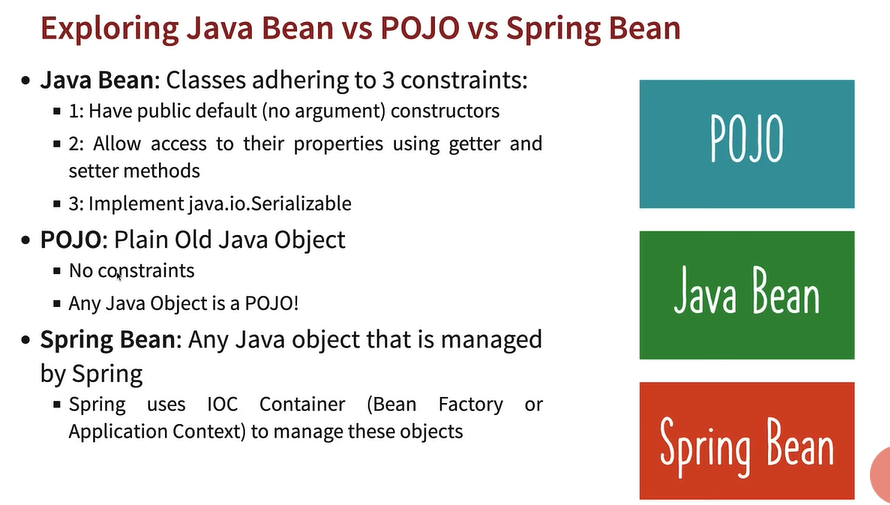 Exploring Java Bean vs POJO vs Spring Bean
• Java Bean: Classes adhering to 3 constraints:
▪ 1: Have public default (no argument) constructors
▪ 2: Allow access to their properties using getter and
setter methods
▪ 3: Implement java.io.Serializable
• POJO: Plain Old Java Object
▪ No constraints
▪ Any Java Object is a POJO!
• Spring Bean: Any Java object that is managed
by Spring
▪ Spring uses IOC Container (Bean Factory or
Application Context) to manage these objects
POJO
Java Bean
Spring Bean